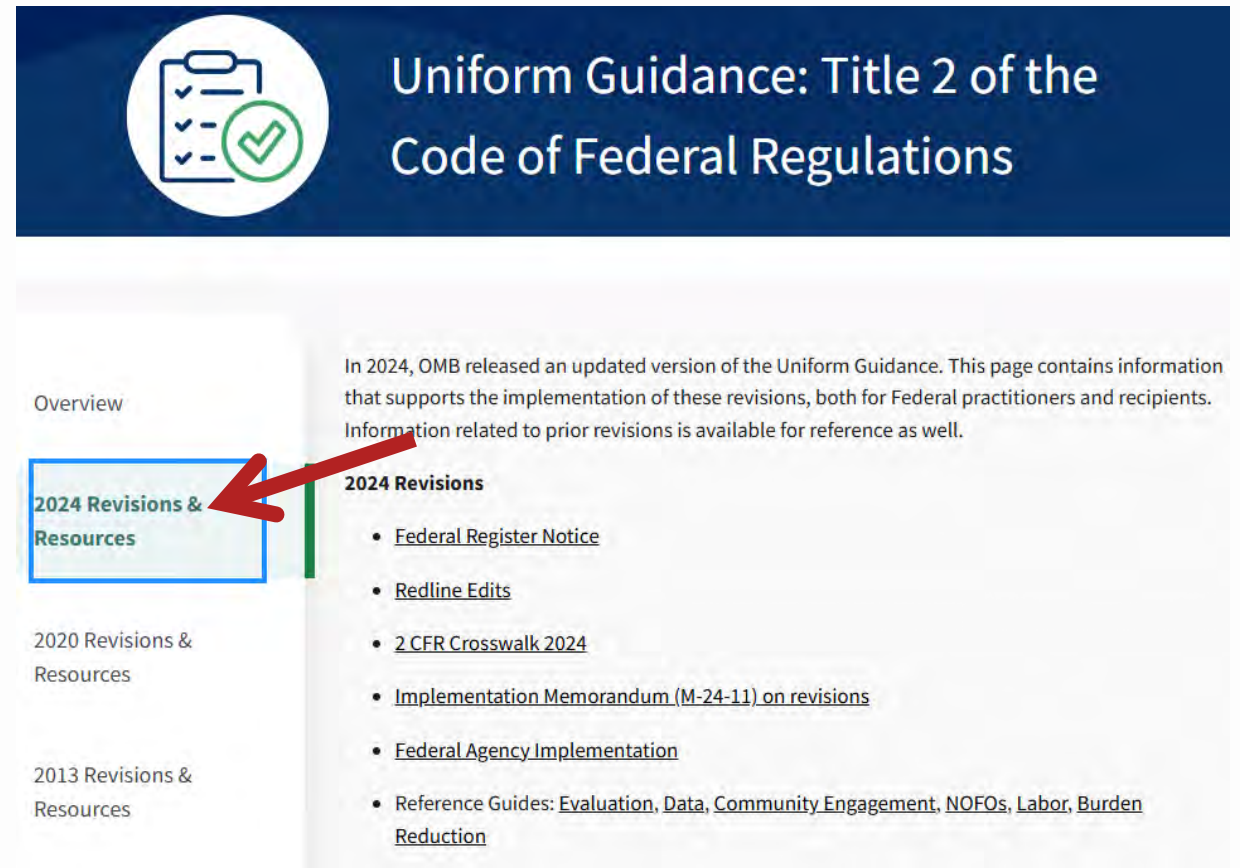 Uniform Guidance: Title 2 of the
Code of Federal Regulations
Overview
2024 Revisions &
Resources
2020 Revisions &
Resources
2013 Revisions &
Resources
In 2024, OMB released an updated version of the Uniform Guidance. This page contains information
that supports the implementation of these revisions, both for Federal practitioners and recipients.
Information related to prior revisions is available for reference as well.
2024 Revisions
• Federal Register Notice
• Redline Edits
• 2 CFR Crosswalk 2024
• Implementation Memorandum (M-24-11) on revisions
• Federal Agency Implementation
• Reference Guides: Evaluation, Data, Community Engagement, NOFOs, Labor, Burden
Reduction